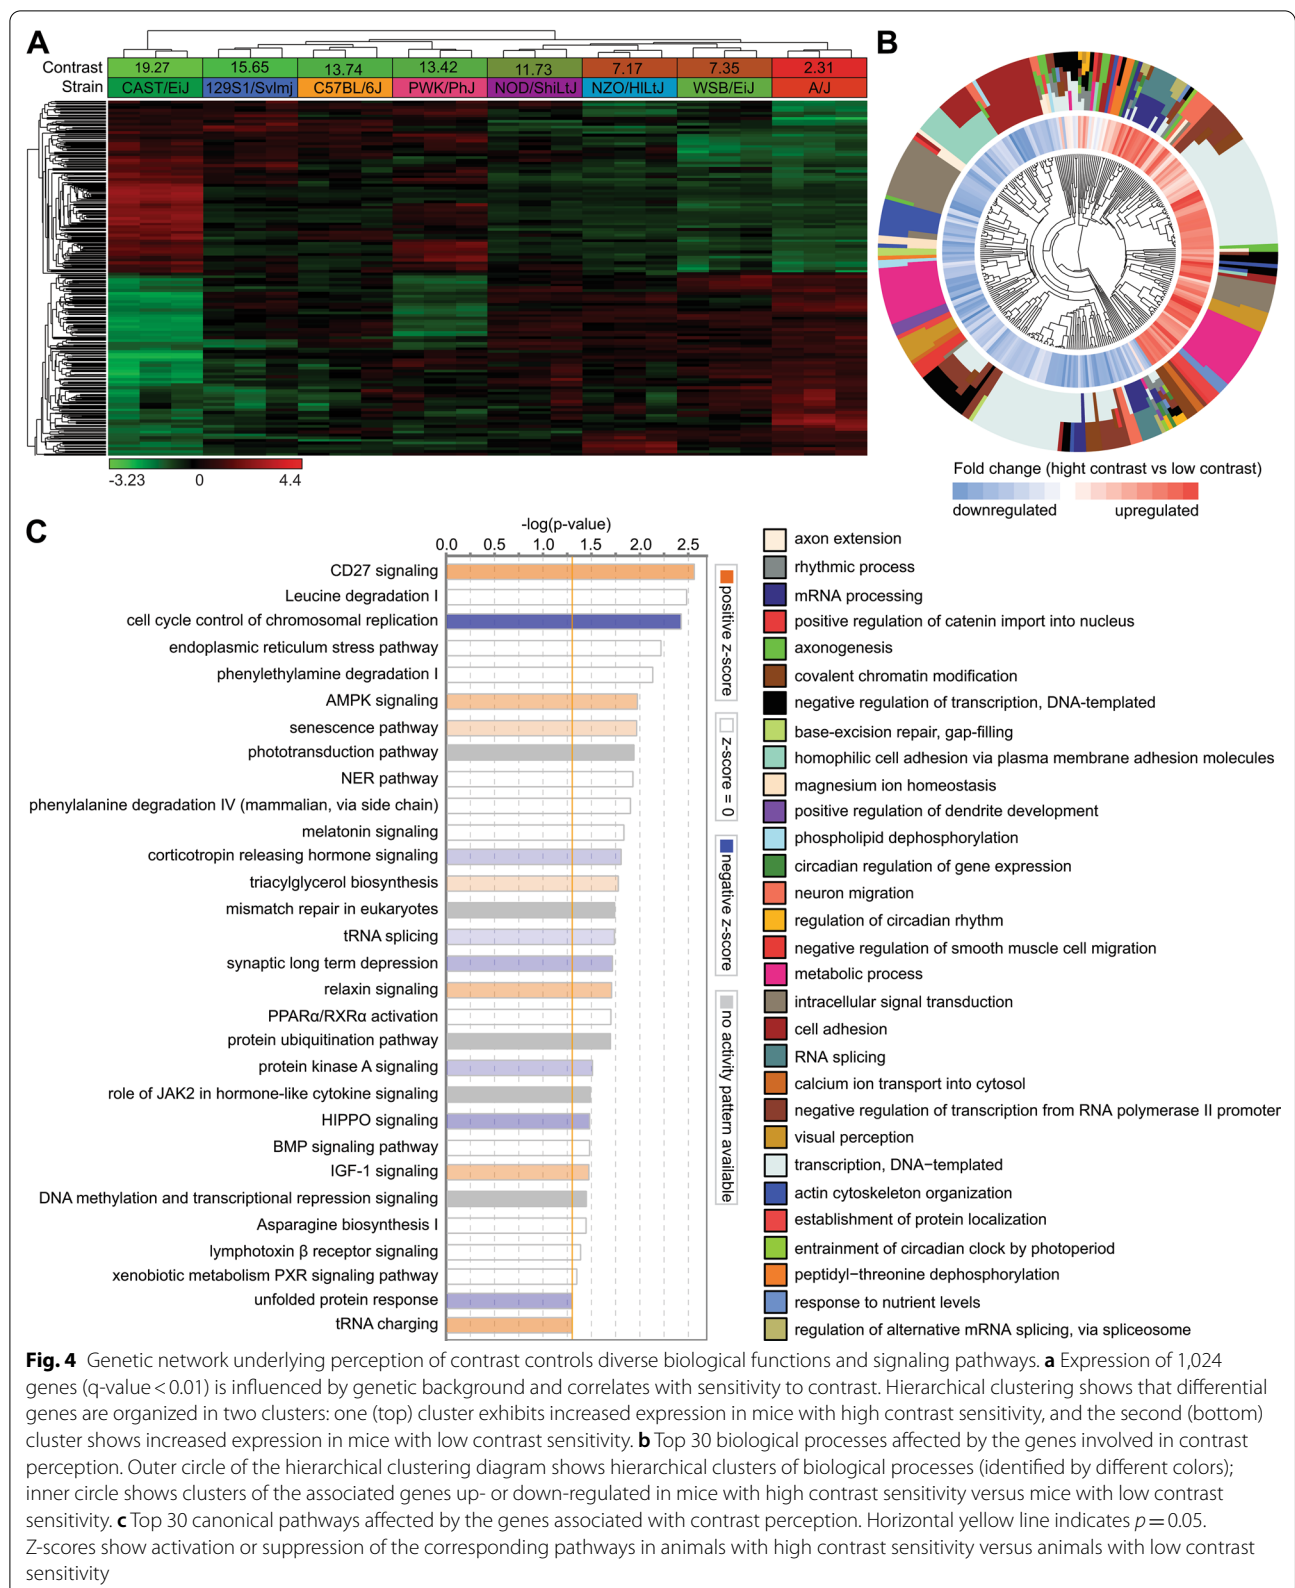 A
B
Contrast 19.27 15.65 13.74 13.42 11.73 7.17 7.35 2.31
Strain CAST/EiJ 129S1/SvImj C57BL/6J PWK/PhJ NOD/ShiLtJ NZO/HlLtJ WSB/EiJ A/J
-3.23 0 4.4
Fold change (hight contrast vs low contrast)
downregulated upregulated
C
-log(p-value)
0.0 0.5 1.0 1.5 2.0 2.5
CD27 signaling
Leucine degradation I
cell cycle control of chromosomal replication
endoplasmic reticulum stress pathway
phenylethylamine degradation I
AMPK signaling
senescence pathway
phototransduction pathway
NER pathway
phenylalanine degradation IV (mammalian, via side chain)
melatonin signaling
corticotropin releasing hormone signaling
triacylglycerol biosynthesis
mismatch repair in eukaryotes
tRNA splicing
synaptic long term depression
relaxin signaling
PPARα/RXRα activation
protein ubiquitination pathway
protein kinase A signaling
role of JAK2 in hormone-like cytokine signaling
HIPPO signaling
BMP signaling pathway
IGF-1 signaling
DNA methylation and transcriptional repression signaling
Asparagine biosynthesis I
lymphotoxin β receptor signaling
xenobiotic metabolism PXR signaling pathway
unfolded protein response
tRNA charging
positive z-score
z-score = 0
negative z-score
no activity pattern available
axon extension
rhythmic process
mRNA processing
positive regulation of catenin import into nucleus
axonogenesis
covalent chromatin modification
negative regulation of transcription, DNA-templated
base-excision repair, gap-filling
homophilic cell adhesion via plasma membrane adhesion molecules
magnesium ion homeostasis
positive regulation of dendrite development
phospholipid dephosphorylation
circadian regulation of gene expression
neuron migration
regulation of circadian rhythm
negative regulation of smooth muscle cell migration
metabolic process
intracellular signal transduction
cell adhesion
RNA splicing
calcium ion transport into cytosol
negative regulation of transcription from RNA polymerase II promoter
visual perception
transcription, DNA−templated
actin cytoskeleton organization
establishment of protein localization
entrainment of circadian clock by photoperiod
peptidyl−threonine dephosphorylation
response to nutrient levels
regulation of alternative mRNA splicing, via spliceosome
Fig. 4 Genetic network underlying perception of contrast controls diverse biological functions and signaling pathways. a Expression of 1,024
genes (q-value < 0.01) is influenced by genetic background and correlates with sensitivity to contrast. Hierarchical clustering shows that differential
genes are organized in two clusters: one (top) cluster exhibits increased expression in mice with high contrast sensitivity, and the second (bottom)
cluster shows increased expression in mice with low contrast sensitivity. b Top 30 biological processes affected by the genes involved in contrast
perception. Outer circle of the hierarchical clustering diagram shows hierarchical clusters of biological processes (identified by different colors);
inner circle shows clusters of the associated genes up- or down-regulated in mice with high contrast sensitivity versus mice with low contrast
sensitivity. c Top 30 canonical pathways affected by the genes associated with contrast perception. Horizontal yellow line indicates p = 0.05.
Z-scores show activation or suppression of the corresponding pathways in animals with high contrast sensitivity versus animals with low contrast
sensitivity